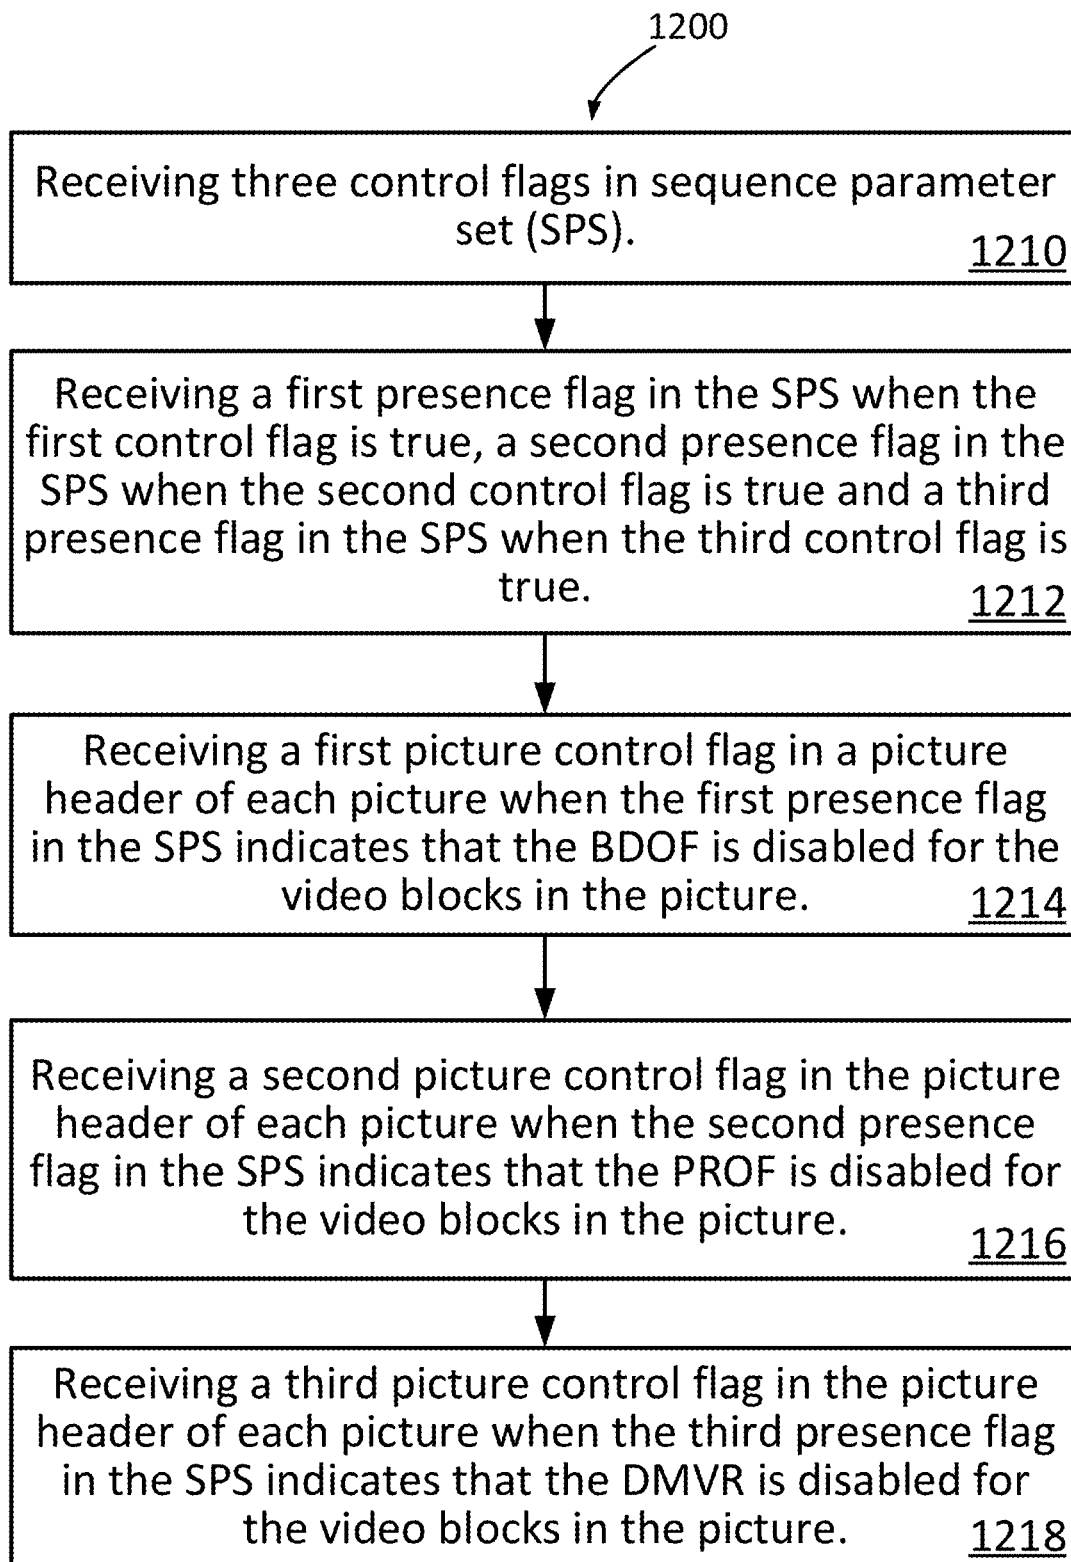 1200
Receiving three control flags in sequence parameter
set (SPS).
1210
Receiving a first presence flag in the SPS when the
first control flag is true, a second presence flag in the
SPS when the second control flag is true and a third
presence flag in the SPS when the third control flag is
true.
1212
Receiving a first picture control flag in a picture
header of each picture when the first presence flag
in the SPS indicates that the BDOF is disabled for the
video blocks in the picture.
1214
Receiving a second picture control flag in the picture
header of each picture when the second presence
flag in the SPS indicates that the PROF is disabled for
the video blocks in the picture.
1216
Receiving a third picture control flag in the picture
header of each picture when the third presence flag
in the SPS indicates that the DMVR is disabled for
the video blocks in the picture.
1218